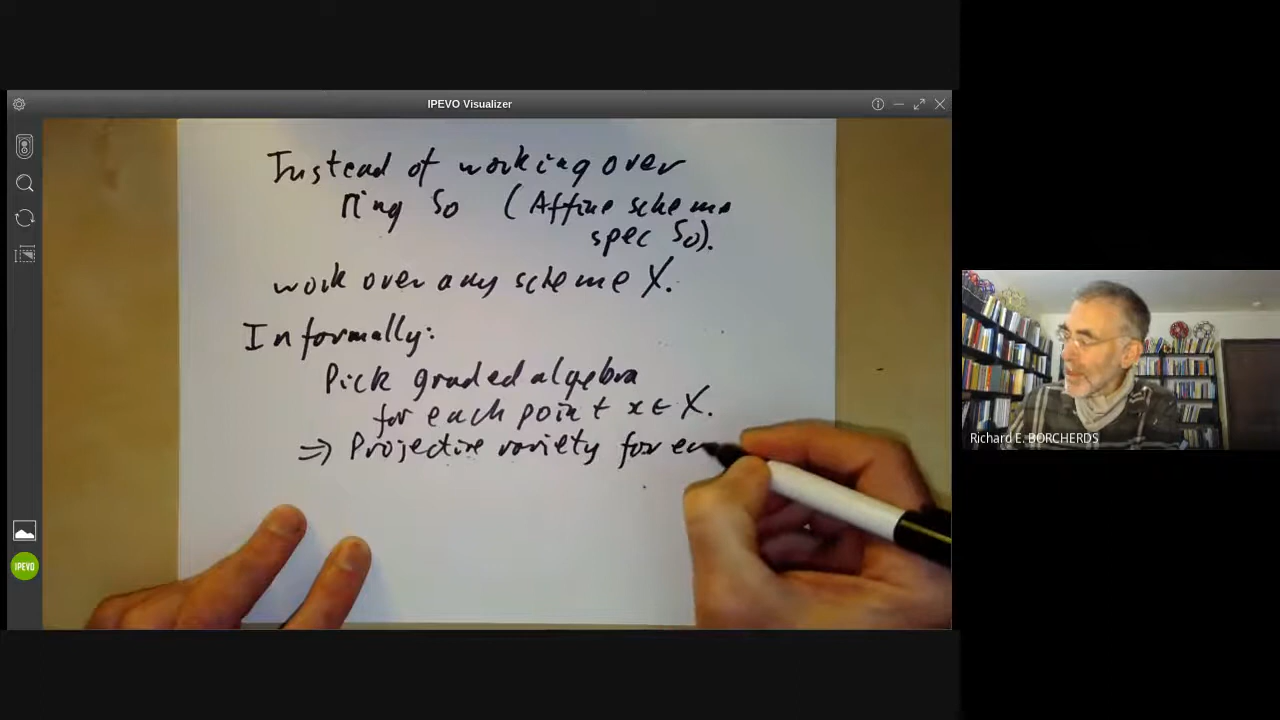 IPEVO Visualizer
Instead of working over
ring S0 (Affine scheme
spec S0).
work over any scheme X.
Informally:
Pick graded algebra
for each point x ∈ X.
⇒ Projective variety for ea
IPEVO
Richard E. BORCHERDS